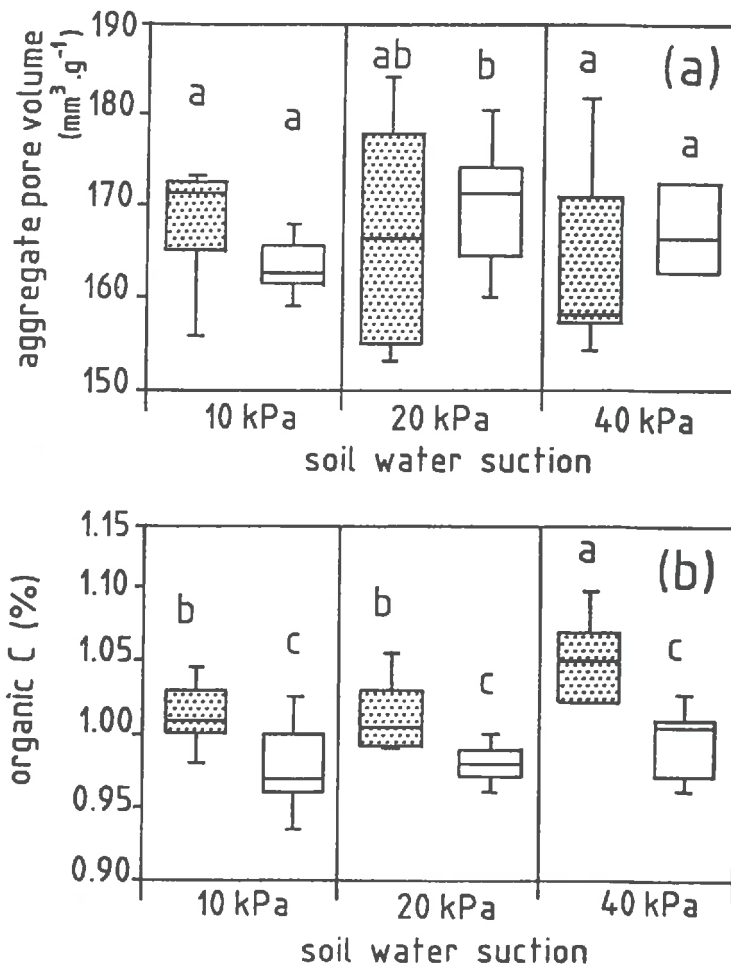 aggregate pore volume
(mm³.g⁻¹)
190
180
170
160
150
a
a
ab
b
a
a
(a)
10 kPa
20 kPa
40 kPa
soil water suction
organic C (%)
1.15
1.10
1.05
1.00
0.95
0.90
b
c
b
c
a
c
(b)
10 kPa
20 kPa
40 kPa
soil water suction